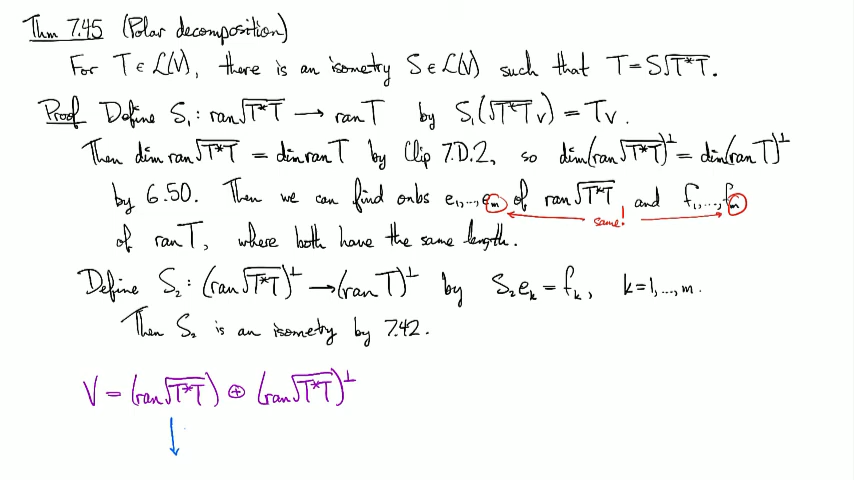 Thm 7.45 (Polar decomposition)
For T ∈ L(V), there is an isometry S ∈ L(V) such that T = S√(T*T).
Proof Define S₁ : ran√(T*T) → ran T by S₁(√(T*T) v) = Tv.
Then dim ran√(T*T) = dim ran T by Clip 7.D.2, so dim(ran√(T*T))^⊥ = dim(ran T)^⊥
by 6.50. Then we can find onbs e₁,...,eₘ of ran√(T*T) and f₁,...,fₘ
same!
of ran T, where both have the same length.
Define S₂ : (ran√(T*T))^⊥ → (ran T)^⊥ by S₂eₖ = fₖ, k=1,...,m.
Then S₂ is an isometry by 7.42.
V = (ran√(T*T)) ⊕ (ran√(T*T))^⊥